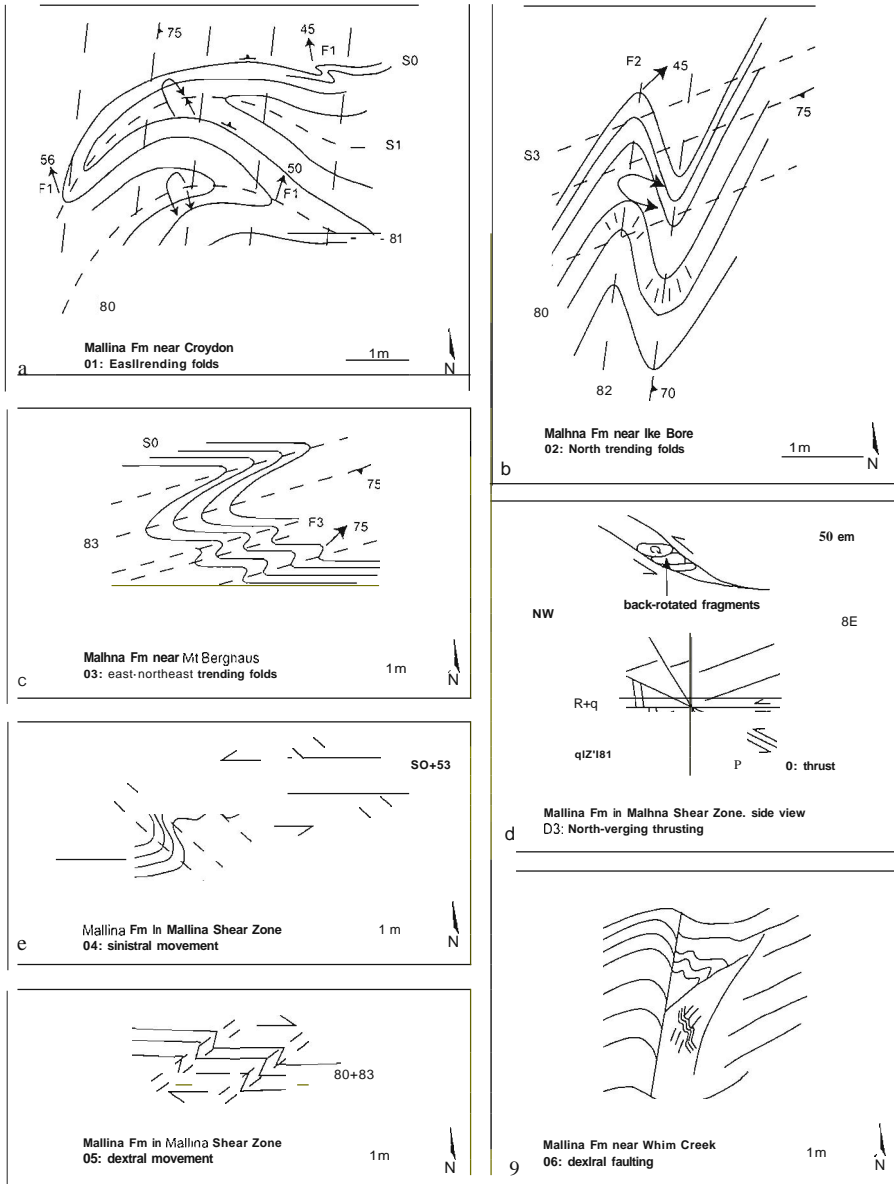 75
45
F1
S0
S1
56
F1
50
F1
- 81
80
Mallina Fm near Croydon
01: Easllrending folds
1m
N
a
F2
45
75
S3
80
82
70
Malhna Fm near Ike Bore
02: North trending folds
1m
N
b
S0
75
F3
75
83
Malhna Fm near Mt Berghaus
03: east-northeast trending folds
1m
N
c
50 em
back-rotated fragments
NW
8E
R+q
qIZ'I81
P
0: thrust
Mallina Fm in Malhna Shear Zone. side view
D3: North-verging thrusting
d
SO+53
Mallina Fm In Mallina Shear Zone
04: sinistral movement
1 m
N
e
80+83
Mallina Fm in Mallina Shear Zone
05: dextral movement
1m
N
Mallina Fm near Whim Creek
06: dexlral faulting
1m
N
9